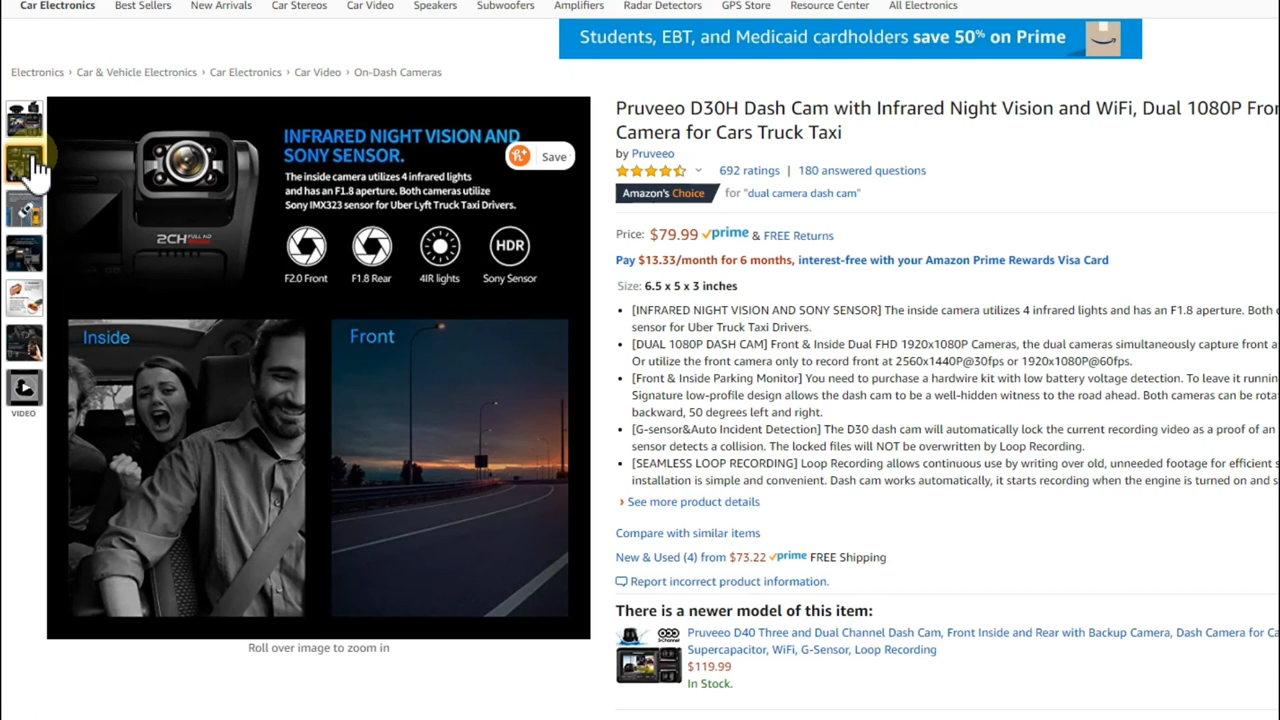 Car Electronics Best Sellers New Arrivals Car Stereos Car Video Speakers Subwoofers Amplifiers Radar Detectors GPS Store Resource Center All Electronics
Students, EBT, and Medicaid cardholders save 50% on Prime
Electronics › Car & Vehicle Electronics › Car Electronics › Car Video › On-Dash Cameras
VIDEO
INFRARED NIGHT VISION AND
SONY SENSOR.
The inside camera utilizes 4 infrared lights
and has an F1.8 aperture. Both cameras utilize
Sony IMX323 sensor for Uber Lyft Truck Taxi Drivers.
Save
2CH FULL HD
HDR
F2.0 Front F1.8 Rear 4IR lights Sony Sensor
Inside Front
Roll over image to zoom in
Pruveeo D30H Dash Cam with Infrared Night Vision and WiFi, Dual 1080P Fron
Camera for Cars Truck Taxi
by Pruveeo
692 ratings | 180 answered questions
Amazon's Choice for "dual camera dash cam"
Price: $79.99 prime & FREE Returns
Pay $13.33/month for 6 months, interest-free with your Amazon Prime Rewards Visa Card
Size: 6.5 x 5 x 3 inches
• [INFRARED NIGHT VISION AND SONY SENSOR] The inside camera utilizes 4 infrared lights and has an F1.8 aperture. Both c
sensor for Uber Truck Taxi Drivers.
• [DUAL 1080P DASH CAM] Front & Inside Dual FHD 1920x1080P Cameras, the dual cameras simultaneously capture front a
Or utilize the front camera only to record front at 2560x1440P@30fps or 1920x1080P@60fps.
• [Front & Inside Parking Monitor] You need to purchase a hardwire kit with low battery voltage detection. To leave it runnin
Signature low-profile design allows the dash cam to be a well-hidden witness to the road ahead. Both cameras can be rota
backward, 50 degrees left and right.
• [G-sensor&Auto Incident Detection] The D30 dash cam will automatically lock the current recording video as a proof of an
sensor detects a collision. The locked files will NOT be overwritten by Loop Recording.
• [SEAMLESS LOOP RECORDING] Loop Recording allows continuous use by writing over old, unneeded footage for efficient s
installation is simple and convenient. Dash cam works automatically, it starts recording when the engine is turned on and s
› See more product details
Compare with similar items
New & Used (4) from $73.22 prime FREE Shipping
Report incorrect product information.
There is a newer model of this item:
Pruveeo D40 Three and Dual Channel Dash Cam, Front Inside and Rear with Backup Camera, Dash Camera for Ca
Supercapacitor, WiFi, G-Sensor, Loop Recording
$119.99
In Stock.